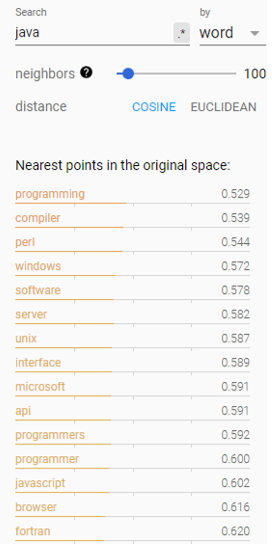 Search by
java .* word
neighbors ? 100
distance COSINE EUCLIDEAN
Nearest points in the original space:
programming 0.529
compiler 0.539
perl 0.544
windows 0.572
software 0.578
server 0.582
unix 0.587
interface 0.589
microsoft 0.591
api 0.591
programmers 0.592
programmer 0.600
javascript 0.602
browser 0.616
fortran 0.620